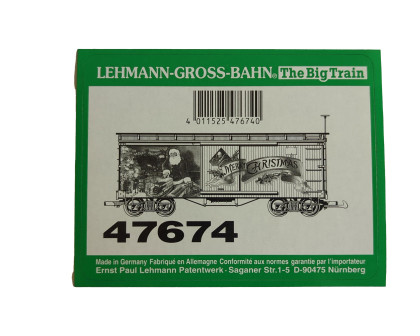 LEHMANN-GROSS-BAHN® The Big Train
4 011525 476740
MERRY CHRISTMAS
47674
Made in Germany Fabriqué en Allemagne Conformité aux normes garantie par l'importateur
Ernst Paul Lehmann Patentwerk - Saganer Str.1-5 D-90475 Nürnberg